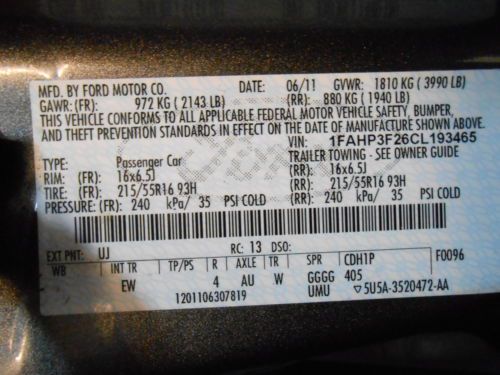 MFD. BY FORD MOTOR CO. DATE: 06/11 GVWR: 1810 KG ( 3990 LB)
GAWR: (FR): 972 KG ( 2143 LB) (RR): 880 KG ( 1940 LB)
THIS VEHICLE CONFORMS TO ALL APPLICABLE FEDERAL MOTOR VEHICLE SAFETY, BUMPER,
AND THEFT PREVENTION STANDARDS IN EFFECT ON THE
DATE OF MANUFACTURE SHOWN ABOVE. VIN: 1FAHP3F26CL193465
TYPE: Passenger Car TRAILER TOWING - SEE OWNER GUIDE
RIM: (FR) 16x6.5J (RR): 16x6.5J
TIRE: (FR) 215/55R16 93H (RR): 215/55R16 93H
PRESSURE: (FR): 240 kPa/ 35 PSI COLD (RR): 240 kPa/ 35 PSI COLD
EXT PNT: UJ RC: 13 DSO: F0096
WB INT TR TP/PS R AXLE TR SPR CDH1P
EW 4 AU W GGGG 405
1201106307819 UMU ▽5U5A-3520472-AA